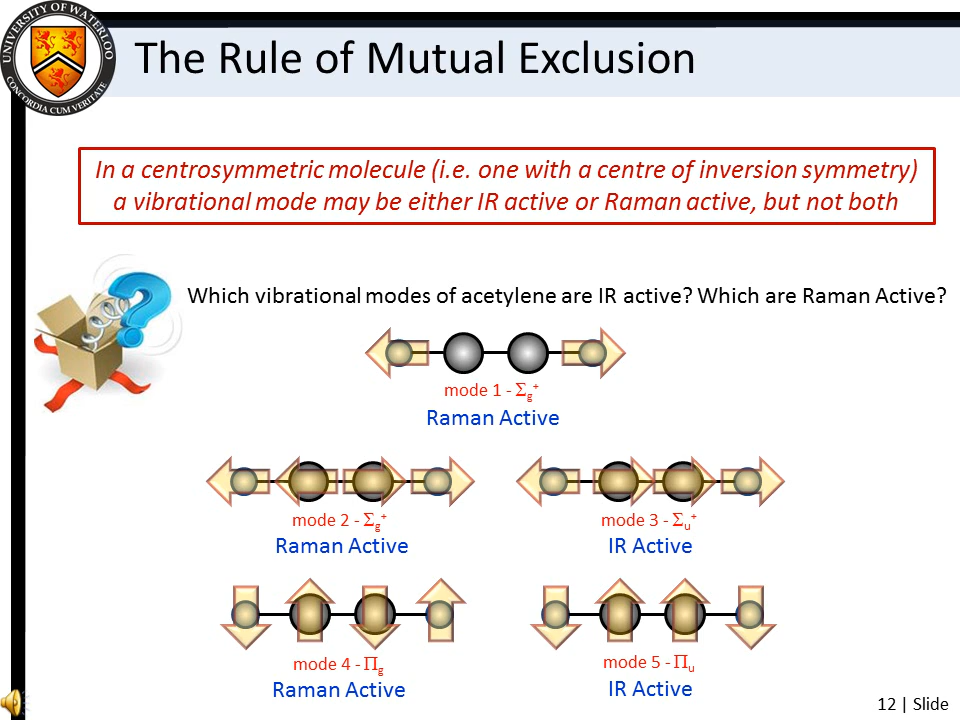 UNIVERSITY OF WATERLOO
CONCORDIA CUM VERITATE
The Rule of Mutual Exclusion
In a centrosymmetric molecule (i.e. one with a centre of inversion symmetry)
a vibrational mode may be either IR active or Raman active, but not both
Which vibrational modes of acetylene are IR active? Which are Raman Active?
mode 1 - Σg⁺
Raman Active
mode 2 - Σg⁺
Raman Active
mode 3 - Σu⁺
IR Active
mode 4 - Πg
Raman Active
mode 5 - Πu
IR Active
12 | Slide